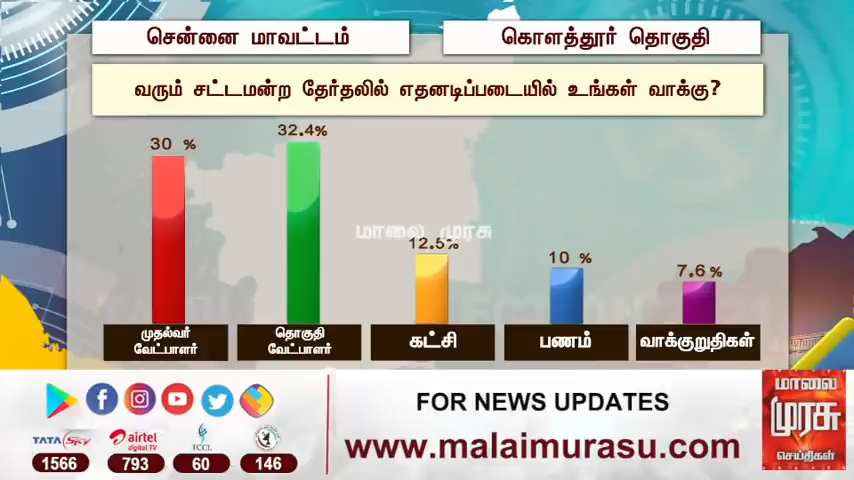 சென்னை மாவட்டம்
கொளத்தூர் தொகுதி
வரும் சட்டமன்ற தேர்தலில் எதனடிப்படையில் உங்கள் வாக்கு?
30 %
32.4%
12.5%
10 %
7.6%
மாலை முரசு
முதல்வர்
வேட்பாளர்
தொகுதி
வேட்பாளர்
கட்சி
பணம்
வாக்குறுதிகள்
FOR NEWS UPDATES
www.malaimurasu.com
TATA SKY
1566
airtel
digital TV
793
TCCL
60
146
மாலை
முரசு
செய்திகள்